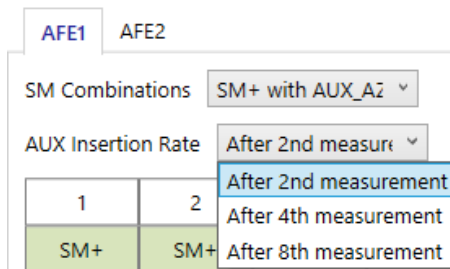 AFE1 AFE2
SM Combinations SM+ with AUX_AZ
AUX Insertion Rate After 2nd measure
After 2nd measurement
1 2
After 4th measurement
SM+ SM+ After 8th measurement